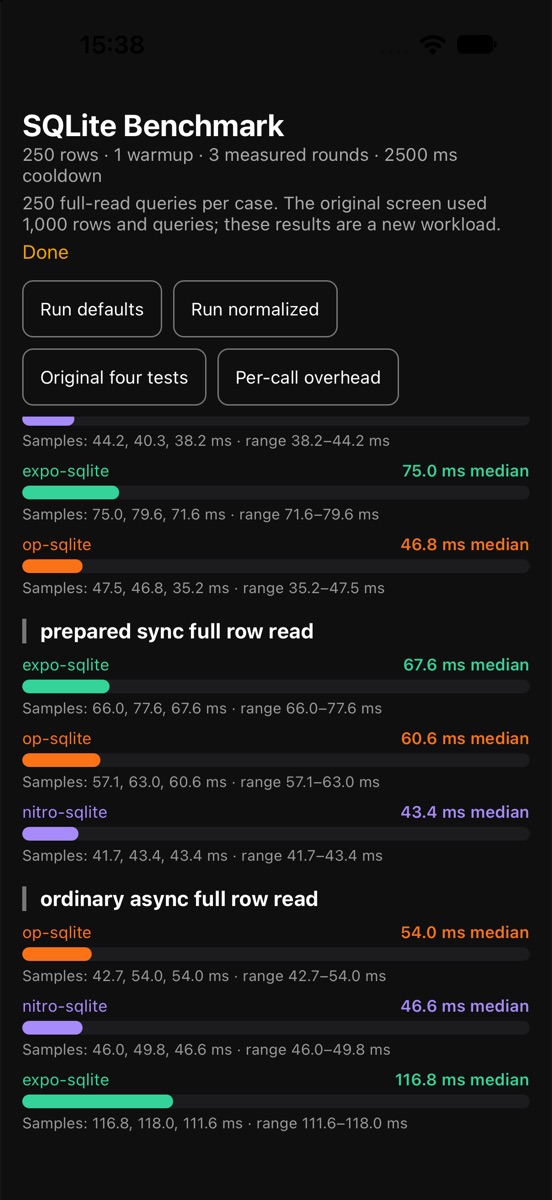 15:38
SQLite Benchmark
250 rows · 1 warmup · 3 measured rounds · 2500 ms
cooldown
250 full-read queries per case. The original screen used
1,000 rows and queries; these results are a new workload.
Done
Run defaults
Run normalized
Original four tests
Per-call overhead
Samples: 44.2, 40.3, 38.2 ms · range 38.2–44.2 ms
expo-sqlite 75.0 ms median
Samples: 75.0, 79.6, 71.6 ms · range 71.6–79.6 ms
op-sqlite 46.8 ms median
Samples: 47.5, 46.8, 35.2 ms · range 35.2–47.5 ms
prepared sync full row read
expo-sqlite 67.6 ms median
Samples: 66.0, 77.6, 67.6 ms · range 66.0–77.6 ms
op-sqlite 60.6 ms median
Samples: 57.1, 63.0, 60.6 ms · range 57.1–63.0 ms
nitro-sqlite 43.4 ms median
Samples: 41.7, 43.4, 43.4 ms · range 41.7–43.4 ms
ordinary async full row read
op-sqlite 54.0 ms median
Samples: 42.7, 54.0, 54.0 ms · range 42.7–54.0 ms
nitro-sqlite 46.6 ms median
Samples: 46.0, 49.8, 46.6 ms · range 46.0–49.8 ms
expo-sqlite 116.8 ms median
Samples: 116.8, 118.0, 111.6 ms · range 111.6–118.0 ms